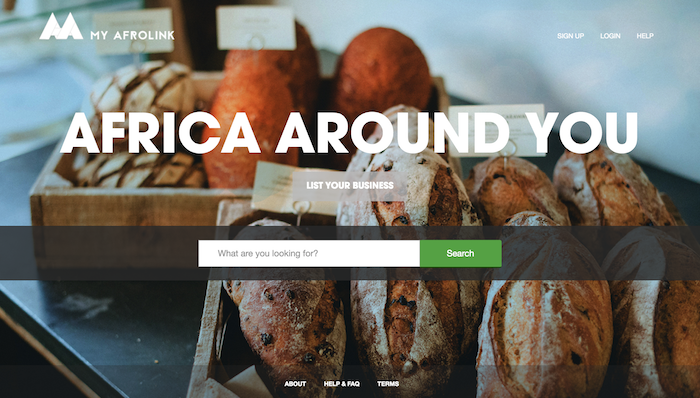 MY AFROLINK
SIGN UP LOGIN HELP
AFRICA AROUND YOU
LIST YOUR BUSINESS
What are you looking for? Search
ABOUT HELP & FAQ TERMS